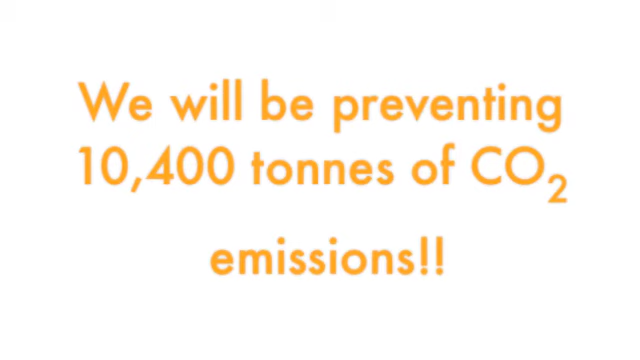 We will be preventing
10,400 tonnes of CO₂
emissions!!